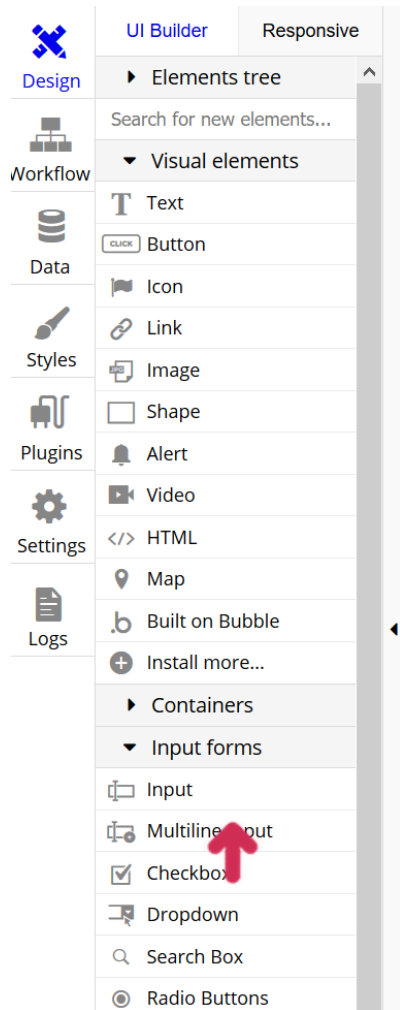 UI Builder
Responsive
Design
Elements tree
Search for new elements...
Workflow
Visual elements
Text
CLICK
Button
Data
Icon
Link
Styles
Image
Shape
Plugins
Alert
Video
Settings
HTML
Map
Logs
Built on Bubble
Install more...
Containers
Input forms
Input
Multiline
Checkbox
Dropdown
Search Box
Radio Buttons